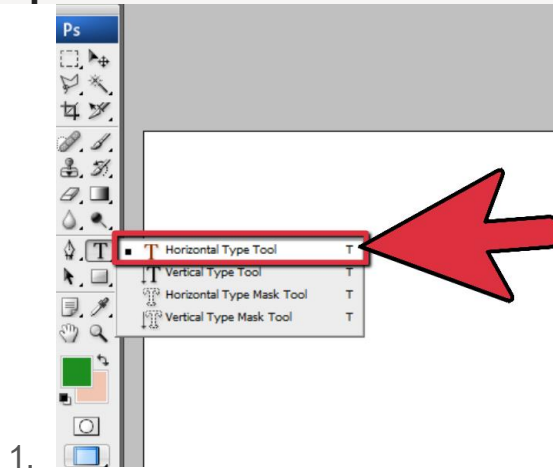 Ps
T
Horizontal Type Tool T
Vertical Type Tool T
Horizontal Type Mask Tool T
Vertical Type Mask Tool T
1.